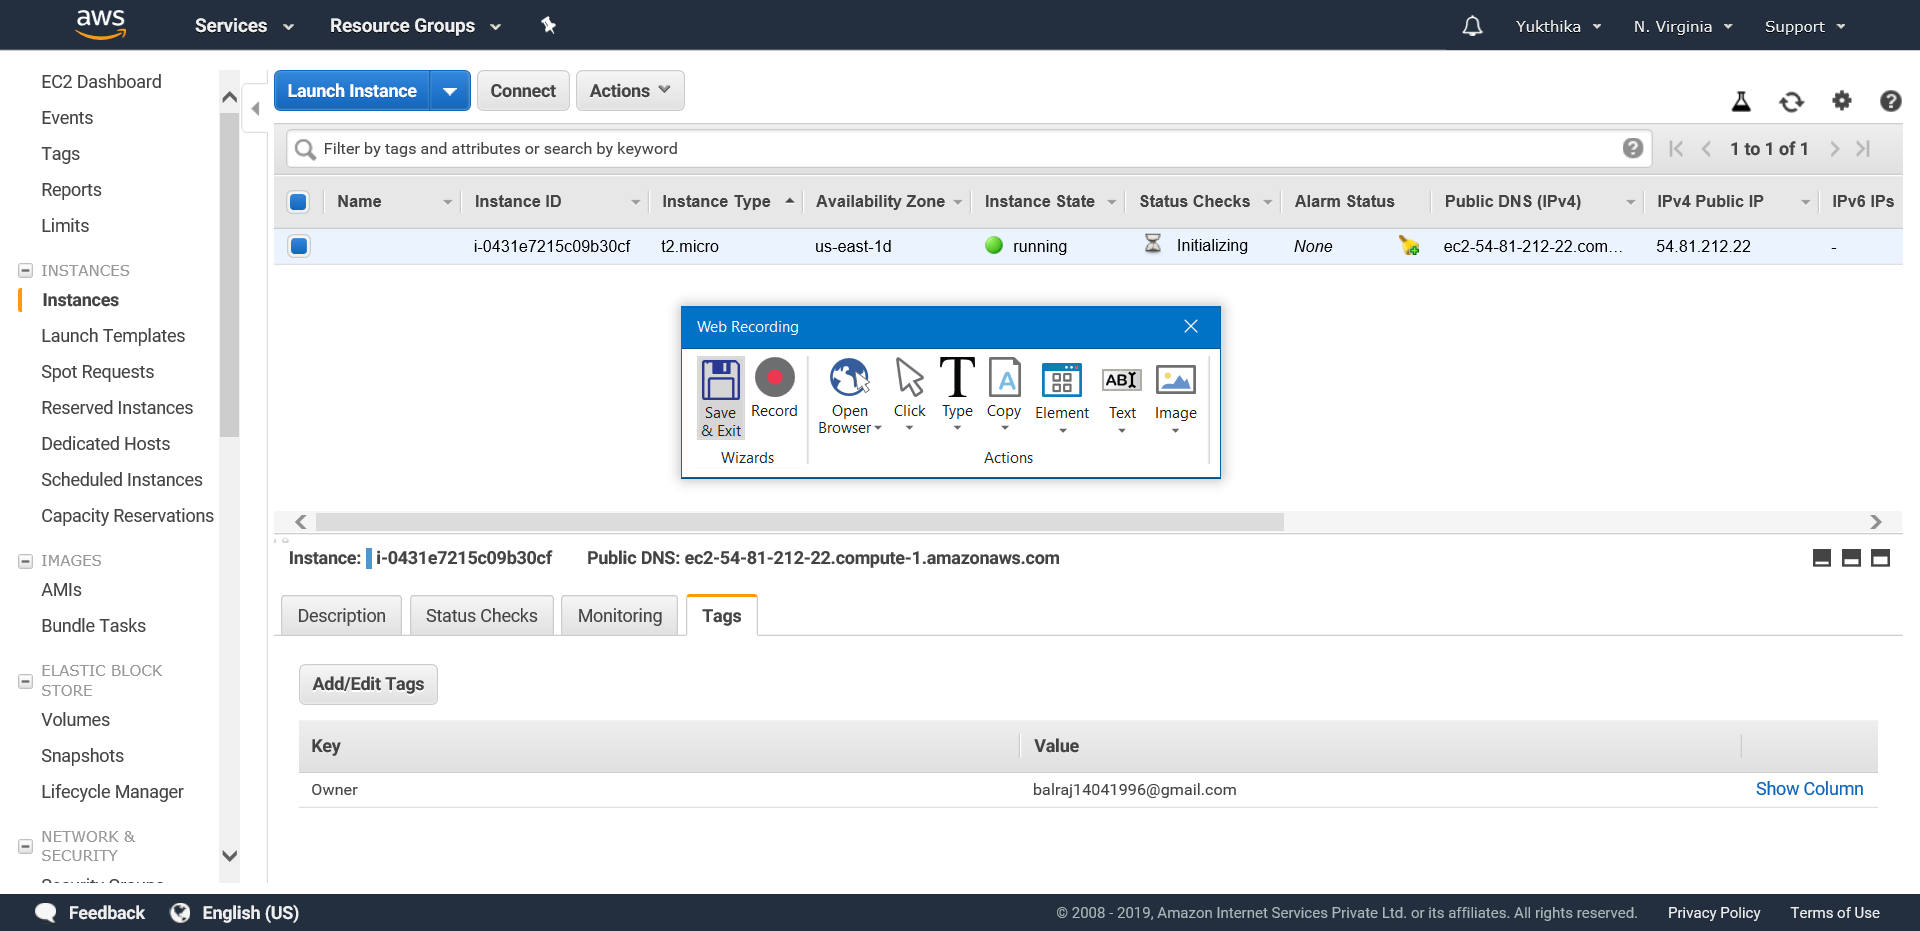 aws Services Resource Groups Yukthika N. Virginia Support
EC2 Dashboard
Events
Tags
Reports
Limits
INSTANCES
Instances
Launch Templates
Spot Requests
Reserved Instances
Dedicated Hosts
Scheduled Instances
Capacity Reservations
IMAGES
AMIs
Bundle Tasks
ELASTIC BLOCK
STORE
Volumes
Snapshots
Lifecycle Manager
NETWORK &
SECURITY
Launch Instance Connect Actions
Filter by tags and attributes or search by keyword 1 to 1 of 1
Name Instance ID Instance Type Availability Zone Instance State Status Checks Alarm Status Public DNS (IPv4) IPv4 Public IP IPv6 IPs
i-0431e7215c09b30cf t2.micro us-east-1d running Initializing None ec2-54-81-212-22.com... 54.81.212.22 -
Web Recording
Save
& Exit
Record
Open
Browser
Click
Type
Copy
Element
Text
Image
Wizards Actions
Instance: i-0431e7215c09b30cf Public DNS: ec2-54-81-212-22.compute-1.amazonaws.com
Description Status Checks Monitoring Tags
Add/Edit Tags
Key Value
Owner balraj14041996@gmail.com Show Column
Feedback English (US) © 2008 - 2019, Amazon Internet Services Private Ltd. or its affiliates. All rights reserved. Privacy Policy Terms of Use